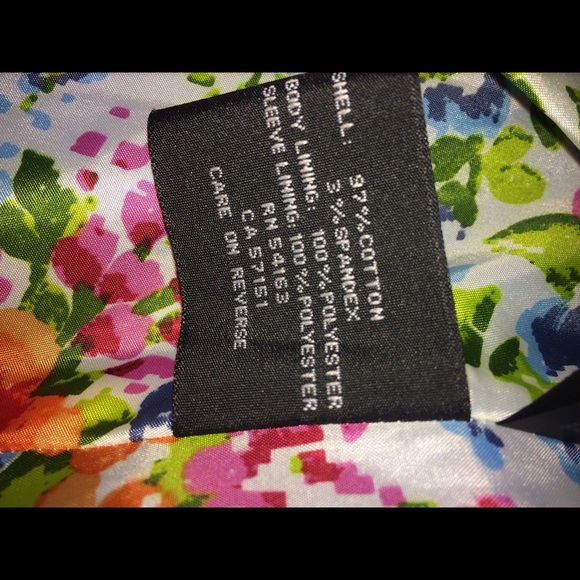 SHELL: 97%COTTON
3%SPANDEX
BODY LINING: 100%POLYESTER
SLEEVE LINING: 100%POLYESTER
RN 54163
CA 57151
CARE ON REVERSE